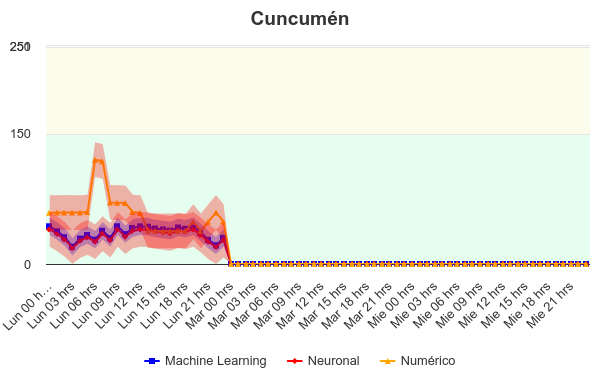 Cuncumén
250
150
0
Lun 00 h...
Lun 03 hrs
Lun 06 hrs
Lun 09 hrs
Lun 12 hrs
Lun 15 hrs
Lun 18 hrs
Lun 21 hrs
Mar 00 hrs
Mar 03 hrs
Mar 06 hrs
Mar 09 hrs
Mar 12 hrs
Mar 15 hrs
Mar 18 hrs
Mar 21 hrs
Mie 00 hrs
Mie 03 hrs
Mie 06 hrs
Mie 09 hrs
Mie 12 hrs
Mie 15 hrs
Mie 18 hrs
Mie 21 hrs
Machine Learning Neuronal Numérico